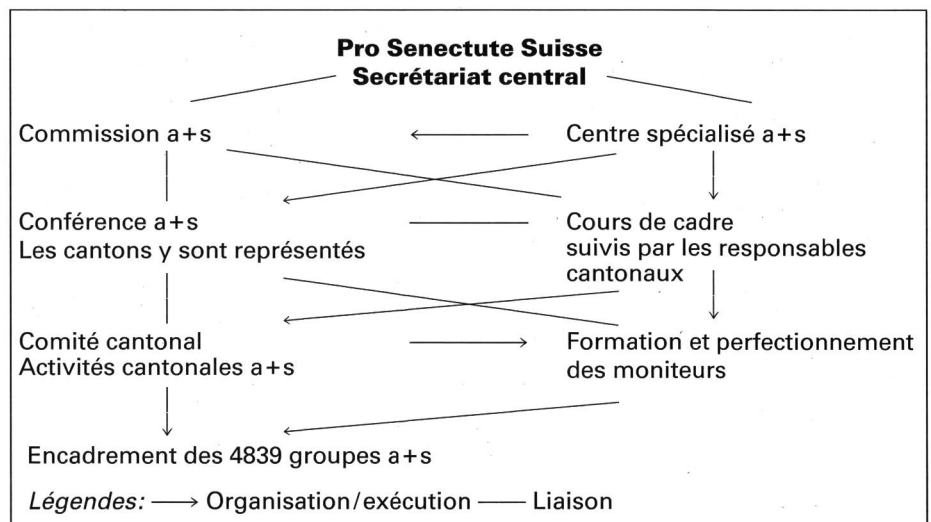 Pro Senectute Suisse
Secrétariat central
Commission a+s
Centre spécialisé a+s
Conférence a+s
Les cantons y sont représentés
Cours de cadre
suivis par les responsables
cantonaux
Comité cantonal
Activités cantonales a+s
Formation et perfectionnement
des moniteurs
Encadrement des 4839 groupes a+s
Légendes: ⟶ Organisation/exécution —— Liaison